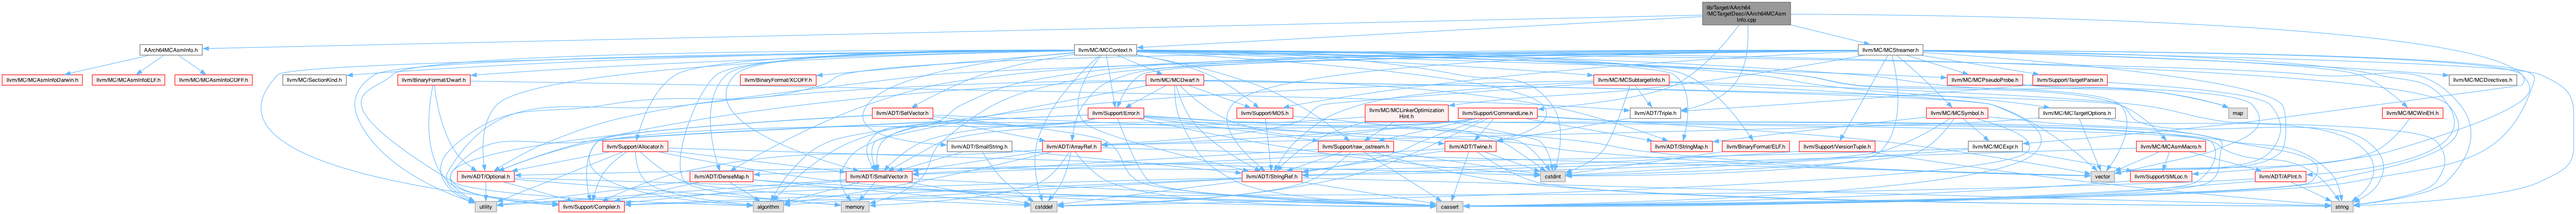 lib/Target/AArch64
/MCTargetDesc/AArch64MCAsm
Info.cpp
AArch64MCAsmInfo.h
llvm/MC/MCContext.h
llvm/MC/MCStreamer.h
llvm/MC/MCAsmInfoDarwin.h
llvm/MC/MCAsmInfoELF.h
llvm/MC/MCAsmInfoCOFF.h
llvm/MC/SectionKind.h
llvm/BinaryFormat/Dwarf.h
llvm/BinaryFormat/XCOFF.h
llvm/MC/MCDwarf.h
llvm/MC/MCSubtargetInfo.h
llvm/MC/MCPseudoProbe.h
llvm/Support/TargetParser.h
llvm/MC/MCDirectives.h
llvm/ADT/SetVector.h
llvm/Support/Error.h
llvm/Support/MD5.h
llvm/MC/MCLinkerOptimization
Hint.h
llvm/Support/CommandLine.h
llvm/ADT/Triple.h
llvm/MC/MCTargetOptions.h
llvm/MC/MCSymbol.h
map
llvm/MC/MCWinEH.h
llvm/Support/Allocator.h
llvm/ADT/SmallString.h
llvm/ADT/ArrayRef.h
llvm/Support/raw_ostream.h
llvm/ADT/Twine.h
llvm/ADT/StringMap.h
llvm/BinaryFormat/ELF.h
llvm/Support/VersionTuple.h
llvm/MC/MCExpr.h
llvm/MC/MCAsmMacro.h
llvm/ADT/Optional.h
llvm/ADT/DenseMap.h
llvm/ADT/SmallVector.h
llvm/ADT/StringRef.h
cstdint
vector
llvm/Support/SMLoc.h
llvm/ADT/APInt.h
utility
llvm/Support/Compiler.h
algorithm
memory
cstddef
cassert
string